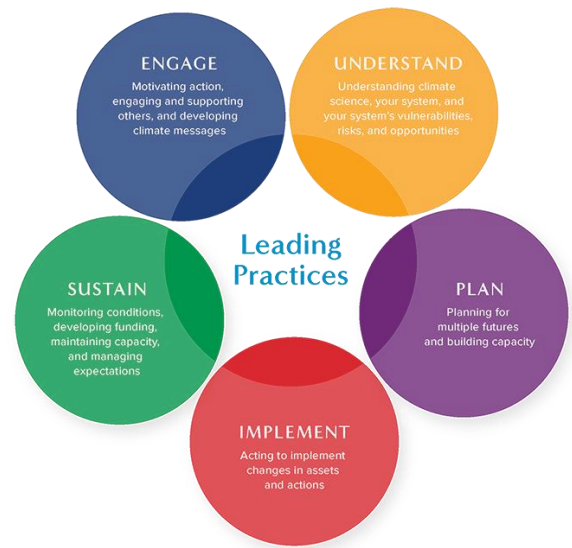 ENGAGE
Motivating action,
engaging and supporting
others, and developing
climate messages
UNDERSTAND
Understanding climate
science, your system, and
your system's vulnerabilities,
risks, and opportunities
Leading
Practices
SUSTAIN
Monitoring conditions,
developing funding,
maintaining capacity,
and managing
expectations
PLAN
Planning for
multiple futures
and building capacity
IMPLEMENT
Acting to implement
changes in assets
and actions